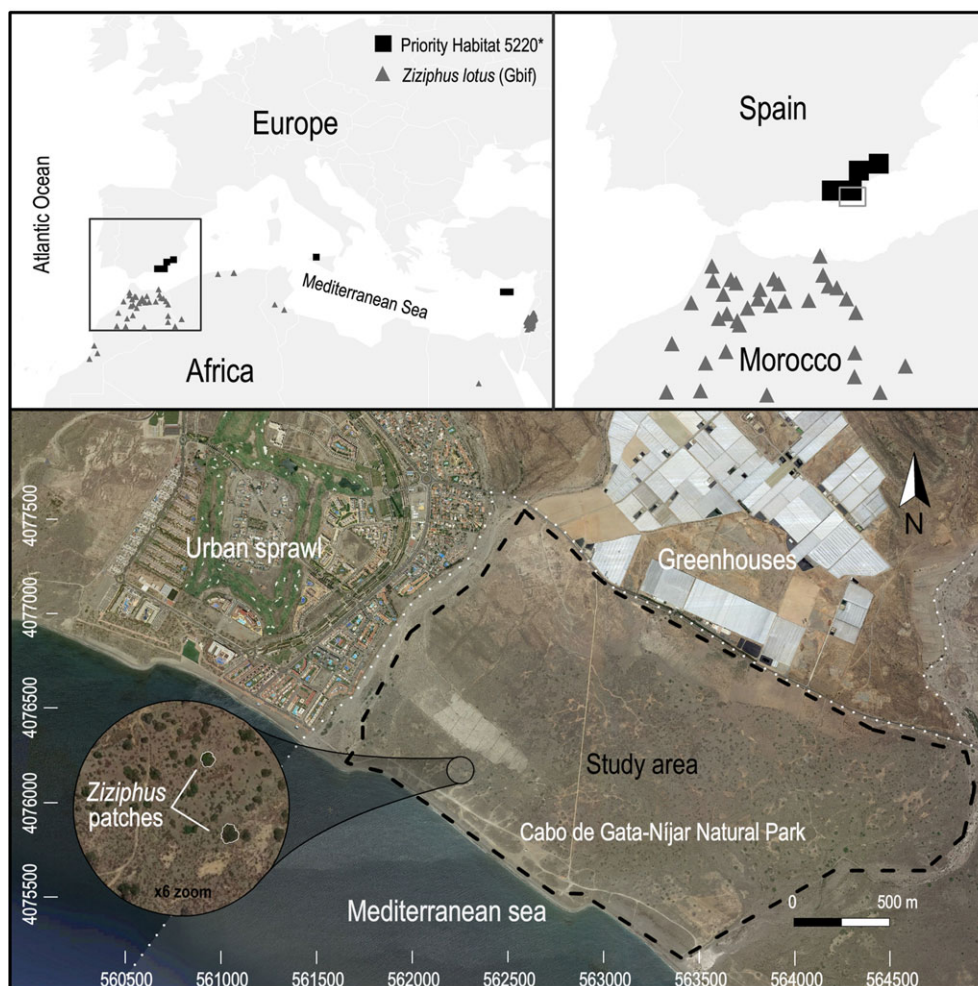 Priority Habitat 5220*
Ziziphus lotus (Gbif)
Europe
Atlantic Ocean
Mediterranean Sea
Africa
Spain
Morocco
Urban sprawl
Greenhouses
N
Study area
Cabo de Gata-Níjar Natural Park
Ziziphus
patches
x6 zoom
Mediterranean sea
0 500 m
4077500
4077000
4076500
4076000
4075500
560500 561000 561500 562000 562500 563000 563500 564000 564500